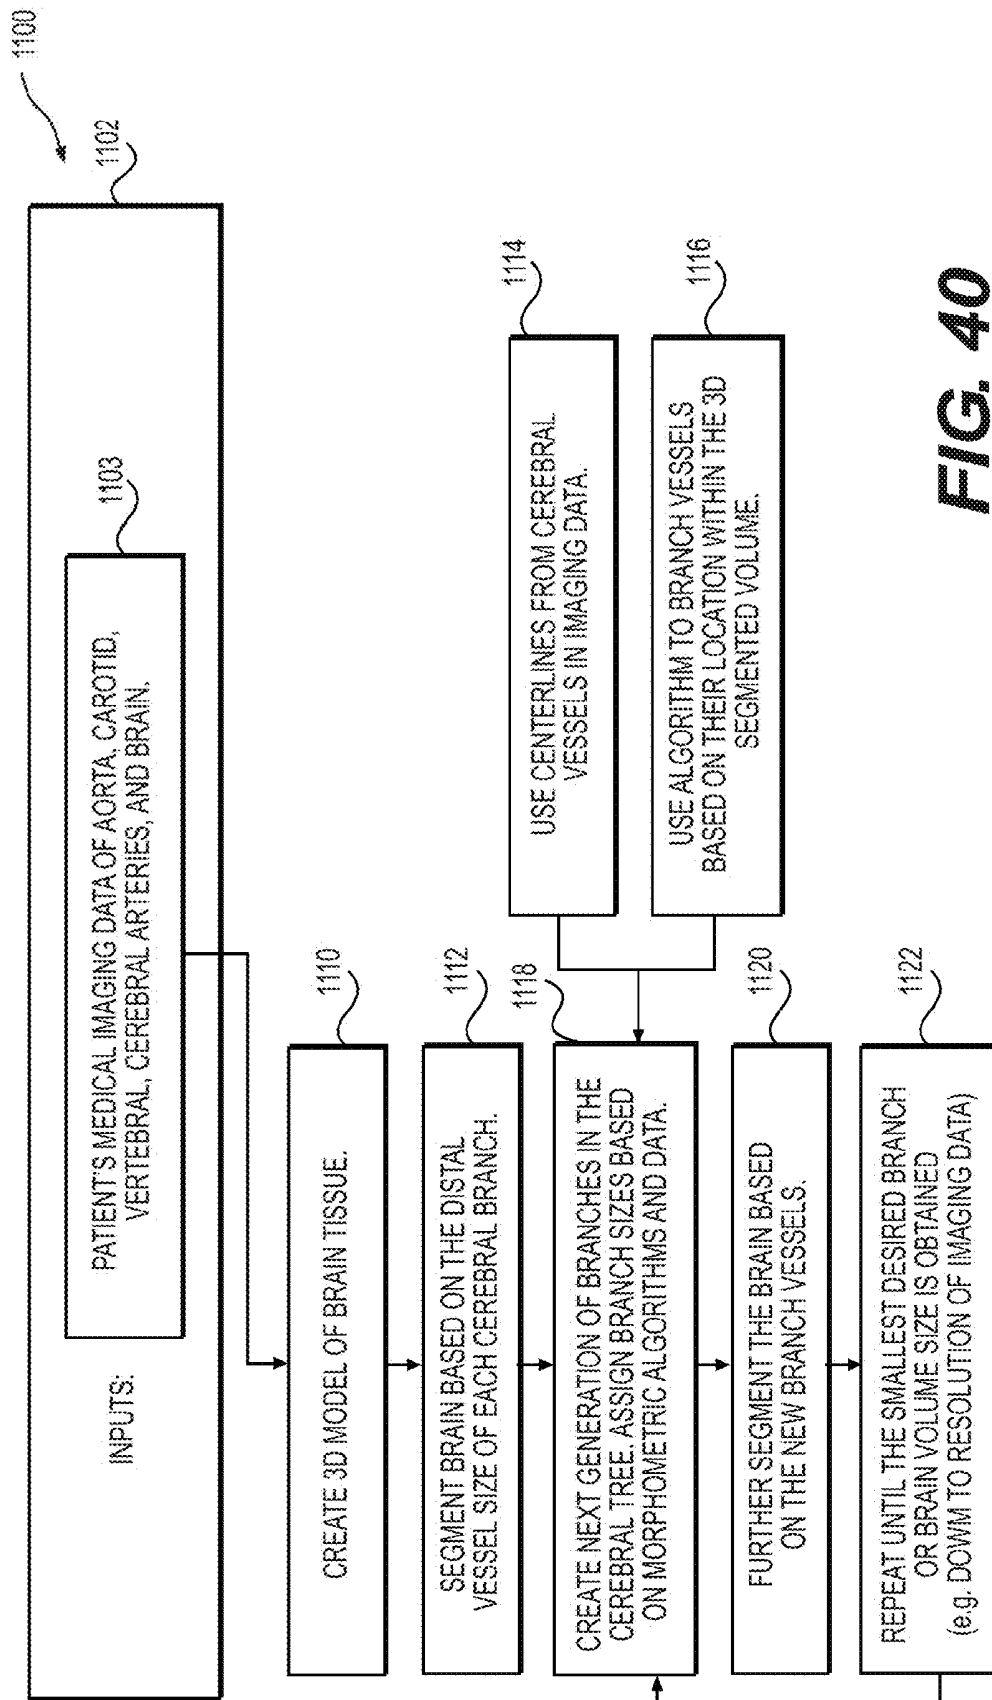 1100
1102
1103
INPUTS:
PATIENT'S MEDICAL IMAGING DATA OF AORTA, CAROTID,
VERTEBRAL, CEREBRAL ARTERIES, AND BRAIN.
1110
CREATE 3D MODEL OF BRAIN TISSUE.
1112
SEGMENT BRAIN BASED ON THE DISTAL
VESSEL SIZE OF EACH CEREBRAL BRANCH.
1114
USE CENTERLINES FROM CEREBRAL
VESSELS IN IMAGING DATA.
1116
USE ALGORITHM TO BRANCH VESSELS
BASED ON THEIR LOCATION WITHIN THE 3D
SEGMENTED VOLUME.
1118
CREATE NEXT GENERATION OF BRANCHES IN THE
CEREBRAL TREE. ASSIGN BRANCH SIZES BASED
ON MORPHOMETRIC ALGORITHMS AND DATA.
1120
FURTHER SEGMENT THE BRAIN BASED
ON THE NEW BRANCH VESSELS.
1122
REPEAT UNTIL THE SMALLEST DESIRED BRANCH
OR BRAIN VOLUME SIZE IS OBTAINED
(e.g. DOWM TO RESOLUTION OF IMAGING DATA)
FIG. 40